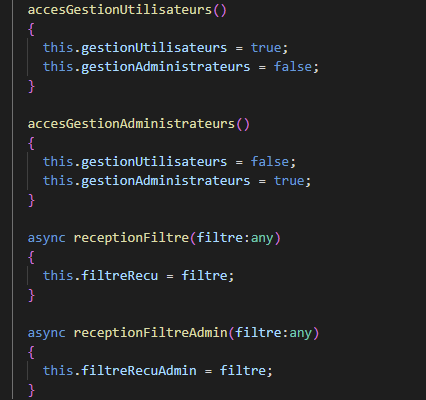 accesGestionUtilisateurs()
{
this.gestionUtilisateurs = true;
this.gestionAdministrateurs = false;
}
accesGestionAdministrateurs()
{
this.gestionUtilisateurs = false;
this.gestionAdministrateurs = true;
}
async receptionFiltre(filtre:any)
{
this.filtreRecu = filtre;
}
async receptionFiltreAdmin(filtre:any)
{
this.filtreRecuAdmin = filtre;
}